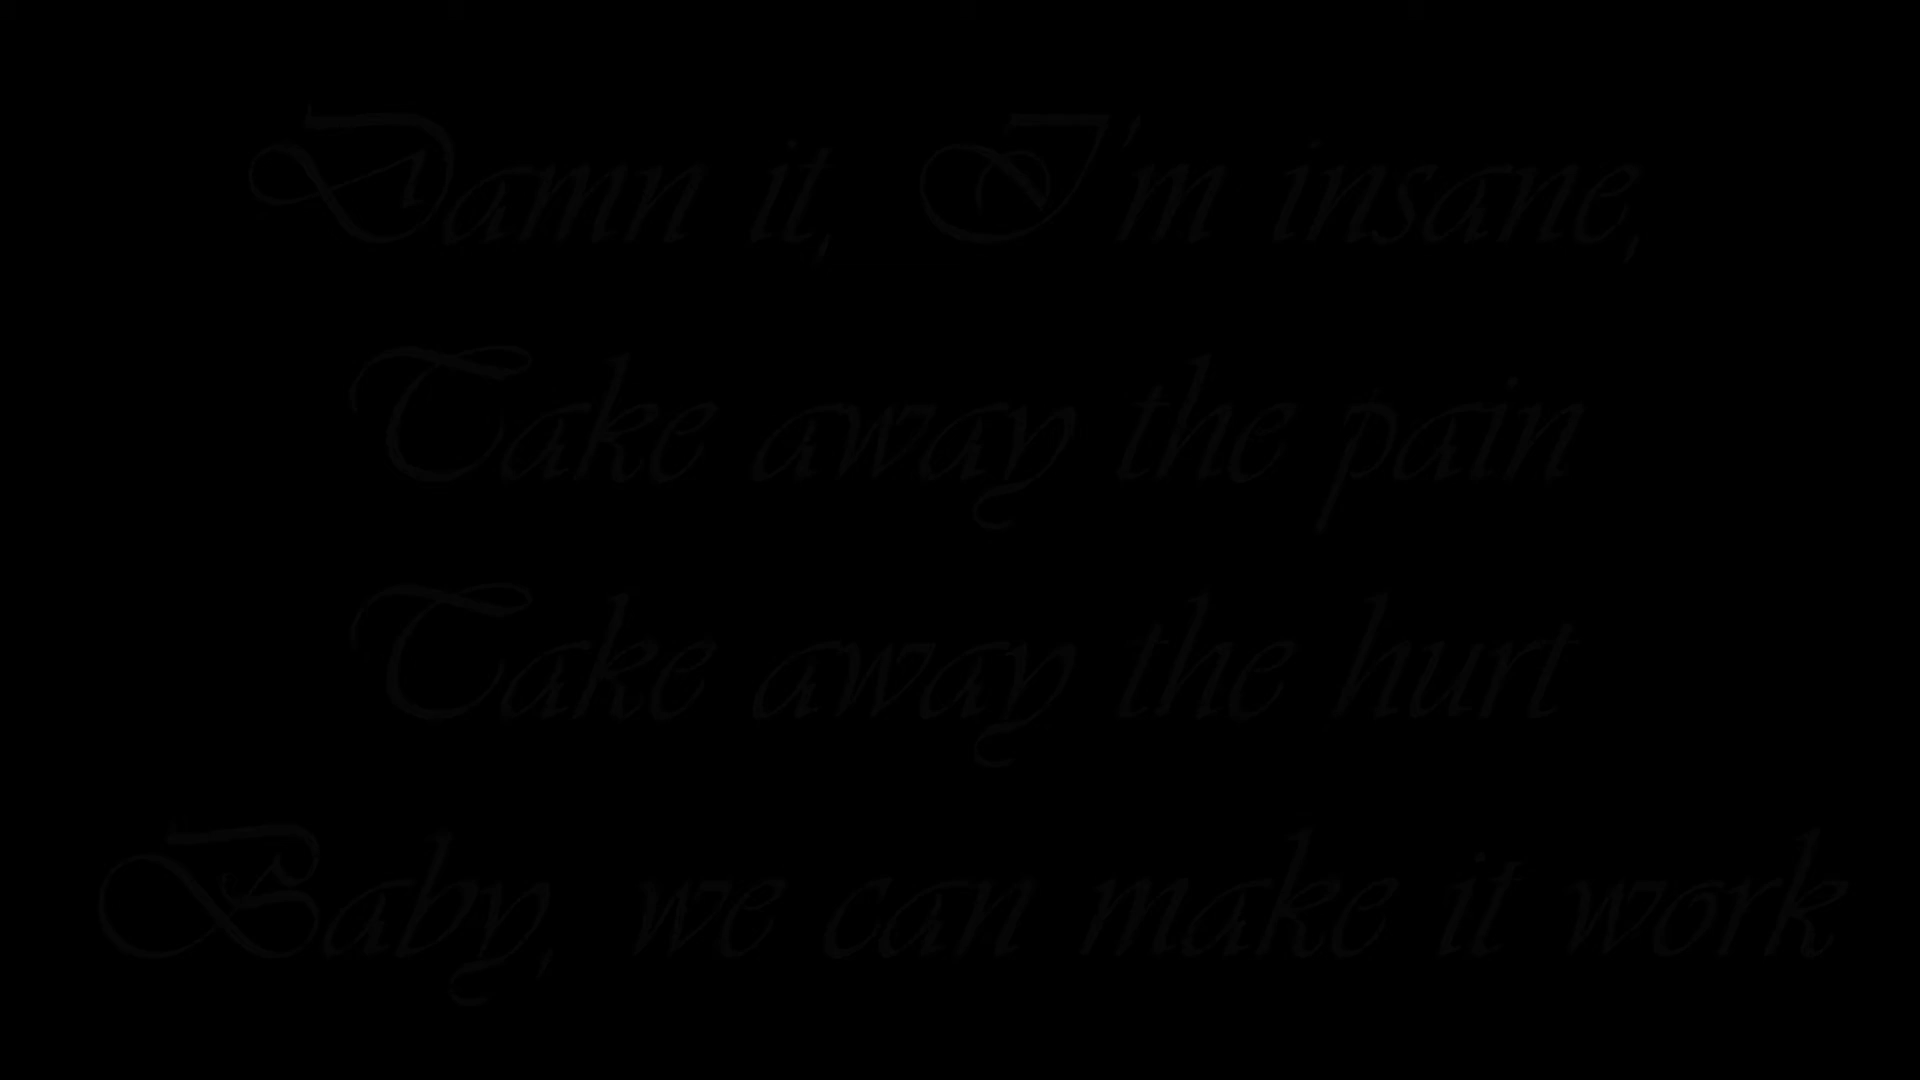 Damn it, I'm insane,
Take away the pain
Take away the hurt
Baby, we can make it work